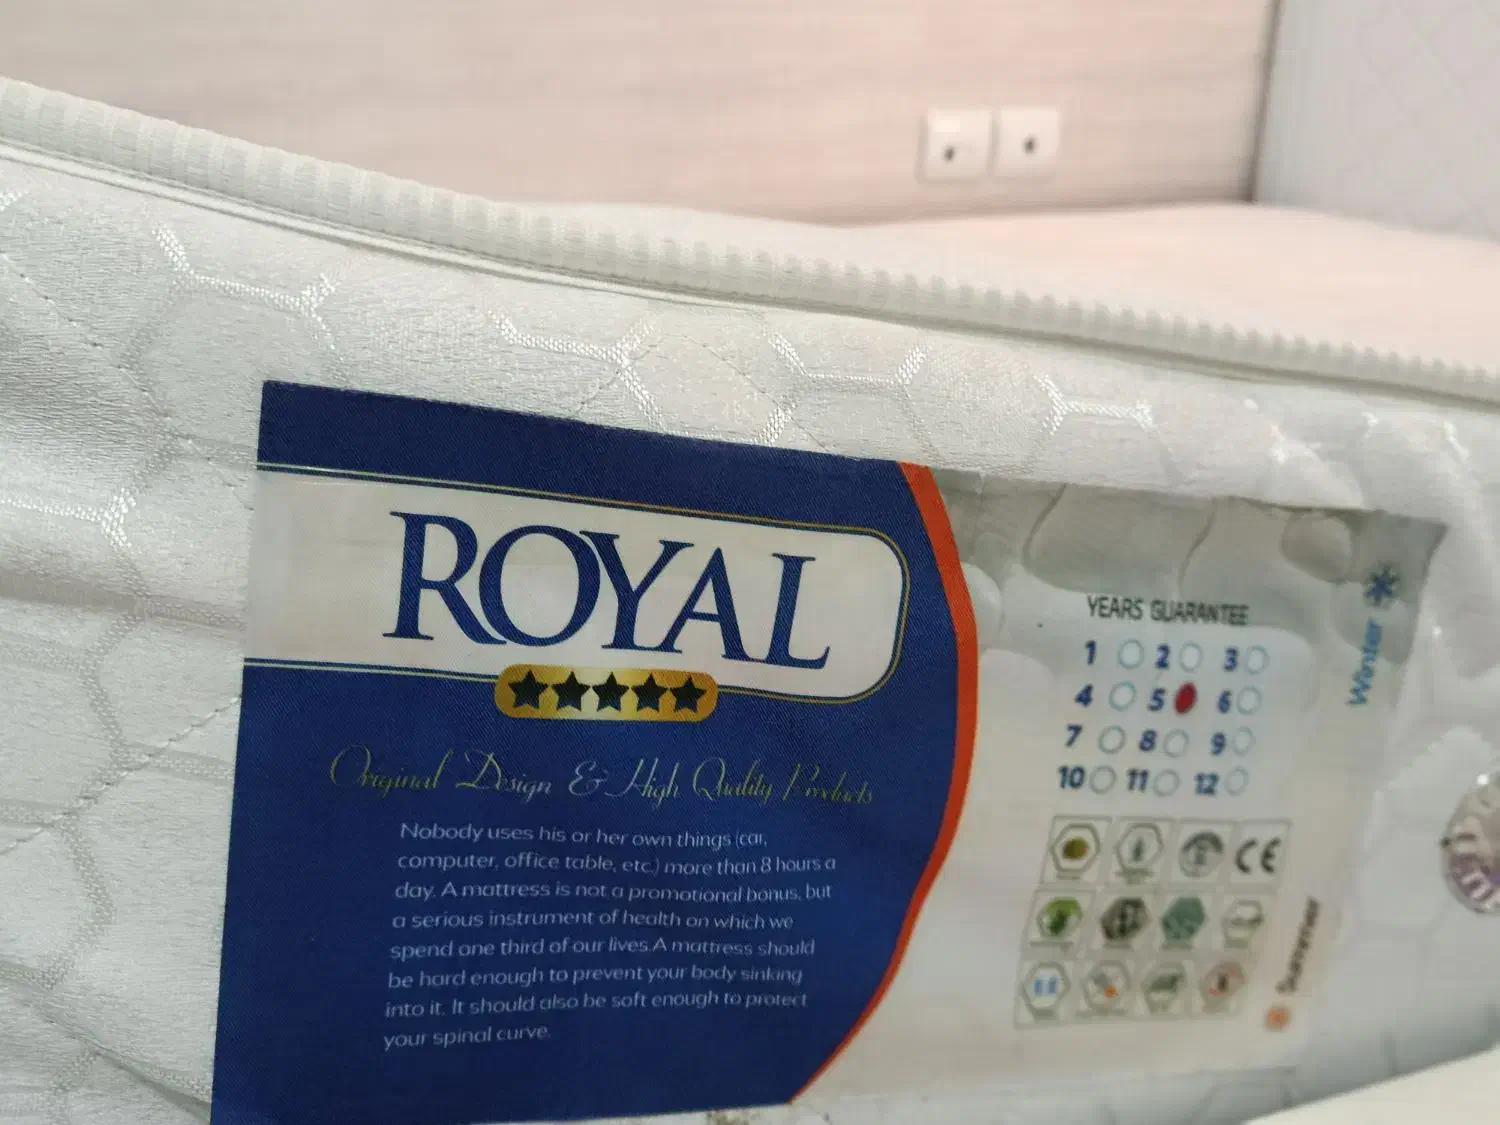 ROYAL
Original Design & High Quality Products
Nobody uses his or her own things (car,
computer, office table, etc.) more than 8 hours a
day. A mattress is not a promotional bonus, but
a serious instrument of health on which we
spend one third of our lives.A mattress should
be hard enough to prevent your body sinking
into it. It should also be soft enough to protect
your spinal curve.
YEARS GUARANTEE
1 2 3
4 5 6
7 8 9
10 11 12
CE
Winter
Summer